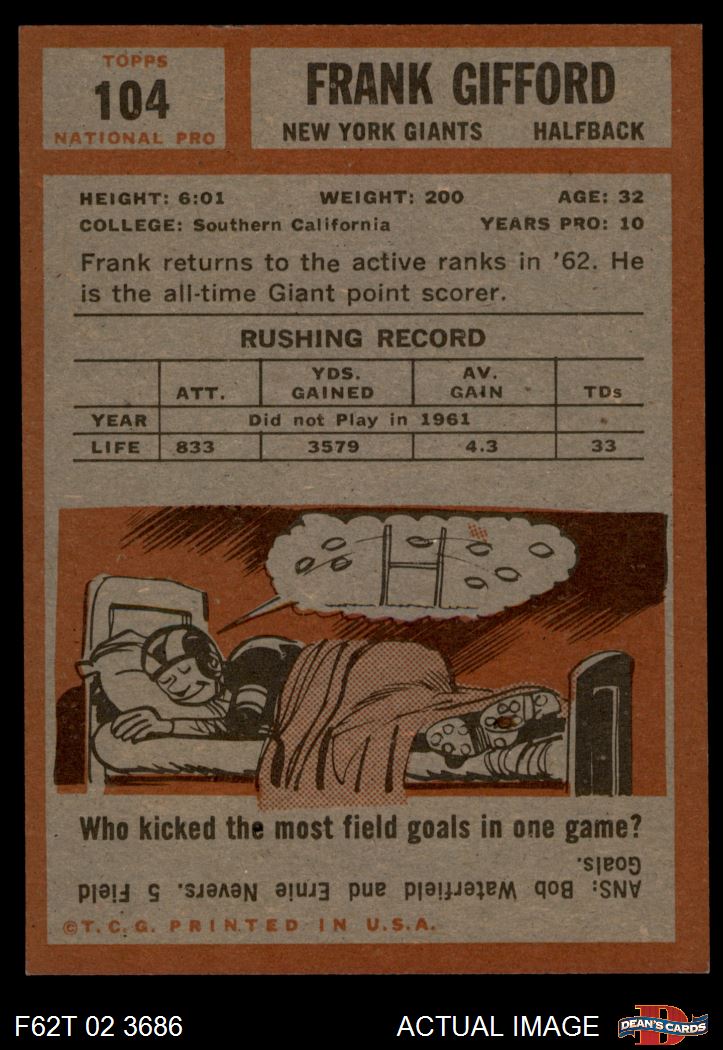 TOPPS
104
NATIONAL PRO
FRANK GIFFORD
NEW YORK GIANTS HALFBACK
HEIGHT: 6:01 WEIGHT: 200 AGE: 32
COLLEGE: Southern California YEARS PRO: 10
Frank returns to the active ranks in '62. He
is the all-time Giant point scorer.
RUSHING RECORD
ATT. YDS. GAINED AV. GAIN TDs
YEAR Did not Play in 1961
LIFE 833 3579 4.3 33
Who kicked the most field goals in one game?
ANS: Bob Waterfield and Ernie Nevers. 5 Field
Goals.
©T.C.G. PRINTED IN U.S.A.
F62T 02 3686 ACTUAL IMAGE
D
DEAN'S CARDS